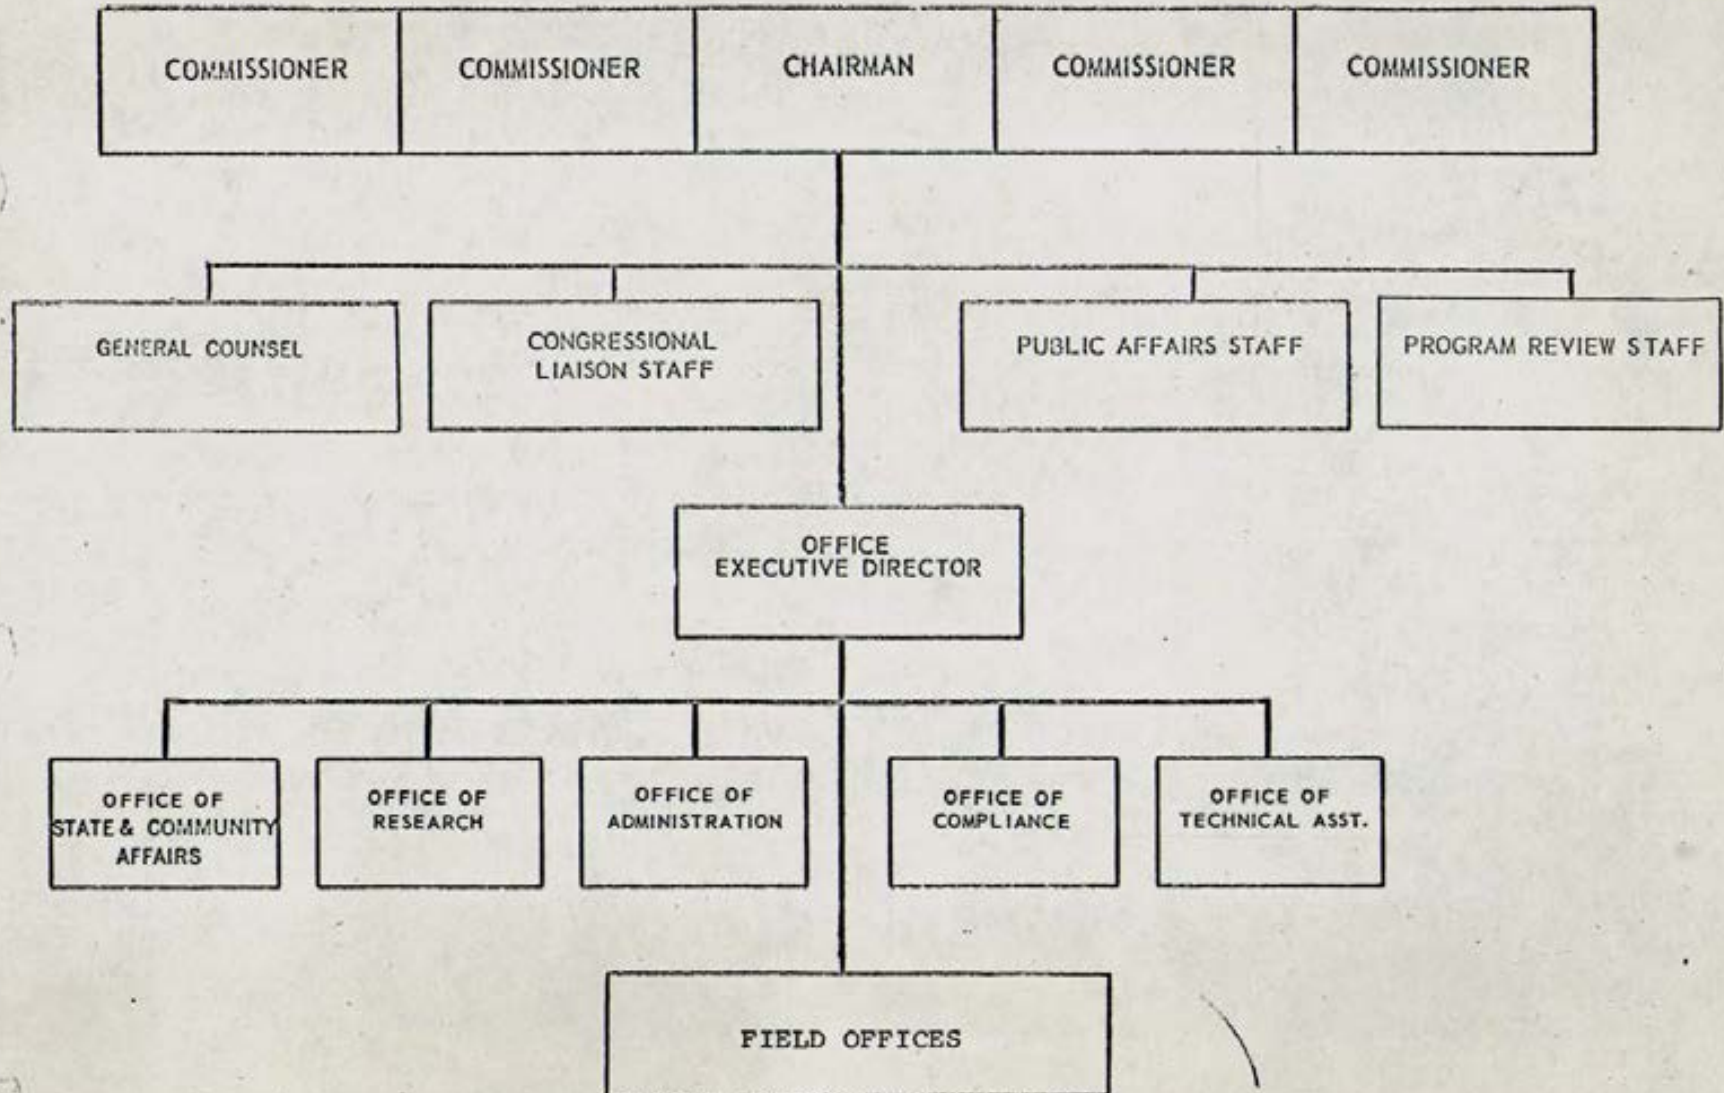 COMMISSIONER
COMMISSIONER
CHAIRMAN
COMMISSIONER
COMMISSIONER
GENERAL COUNSEL
CONGRESSIONAL
LIAISON STAFF
PUBLIC AFFAIRS STAFF
PROGRAM REVIEW STAFF
OFFICE
EXECUTIVE DIRECTOR
OFFICE OF
STATE & COMMUNITY
AFFAIRS
OFFICE OF
RESEARCH
OFFICE OF
ADMINISTRATION
OFFICE OF
COMPLIANCE
OFFICE OF
TECHNICAL ASST.
FIELD OFFICES